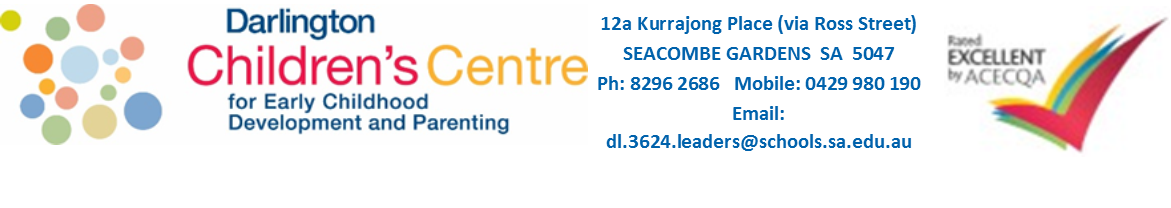 Darlington
Children's Centre
for Early Childhood
Development and Parenting
12a Kurrajong Place (via Ross Street)
SEACOMBE GARDENS SA 5047
Ph: 8296 2686 Mobile: 0429 980 190
Email:
dl.3624.leaders@schools.sa.edu.au
Rated
EXCELLENT
by ACECQA